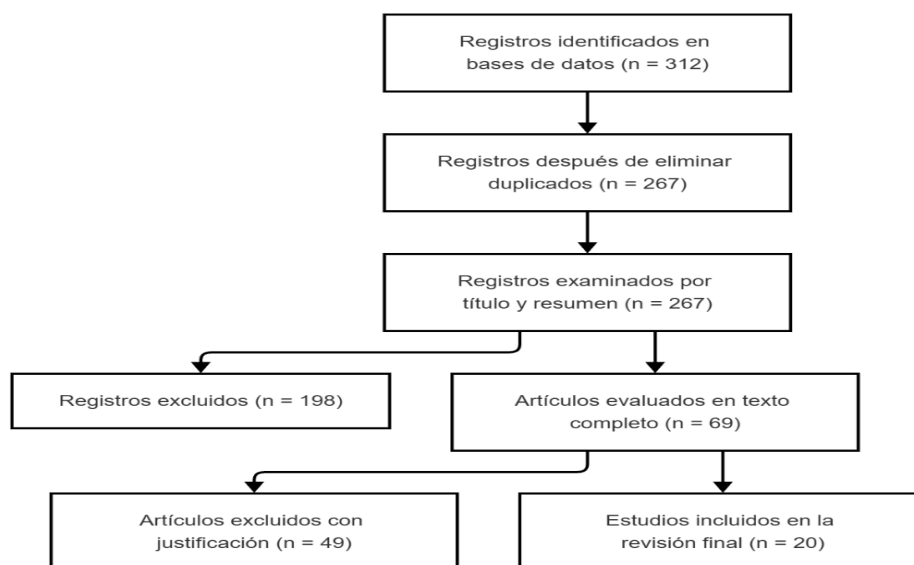 Registros identificados en
bases de datos (n = 312)
Registros después de eliminar
duplicados (n = 267)
Registros examinados por
título y resumen (n = 267)
Registros excluidos (n = 198)
Artículos evaluados en texto
completo (n = 69)
Artículos excluidos con
justificación (n = 49)
Estudios incluidos en la
revisión final (n = 20)